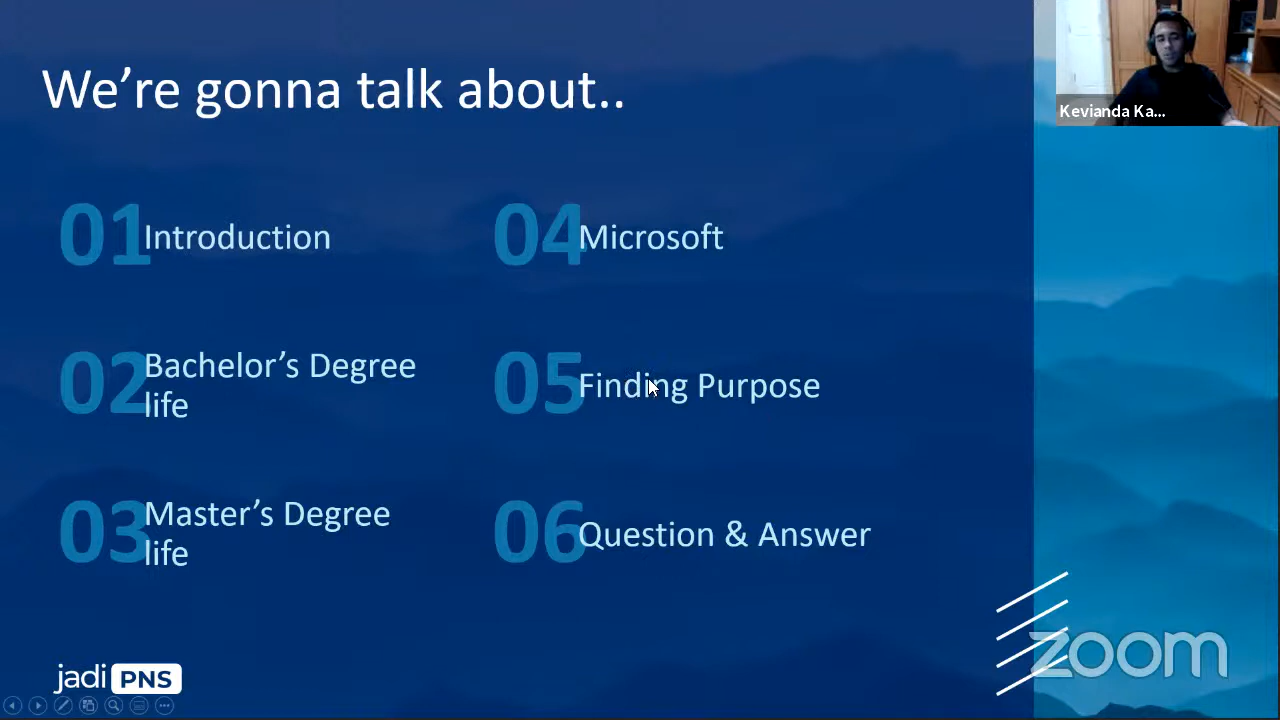 We're gonna talk about..
Kevianda Ka...
01 Introduction
02 Bachelor's Degree
life
03 Master's Degree
life
04 Microsoft
05 Finding Purpose
06 Question & Answer
jadi PNS
zoom